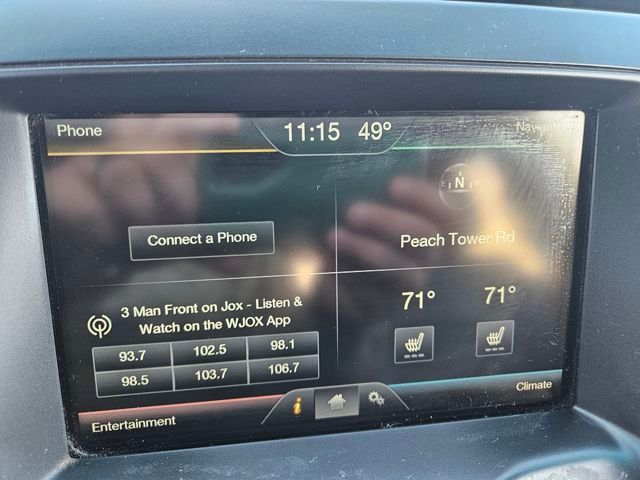 Phone
11:15 49°
Navigation
E N W
Connect a Phone
Peach Tower Rd
3 Man Front on Jox - Listen &
Watch on the WJOX App
71° 71°
93.7 102.5 98.1
98.5 103.7 106.7
Entertainment
i
Climate